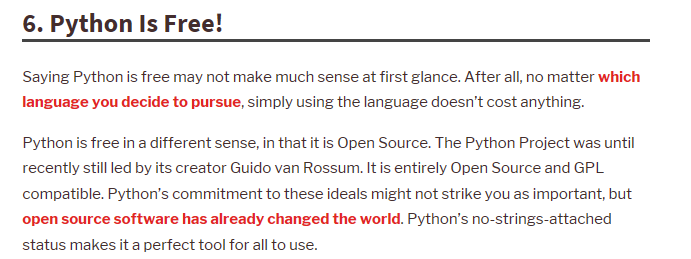 6. Python Is Free!
Saying Python is free may not make much sense at first glance. After all, no matter which
language you decide to pursue, simply using the language doesn’t cost anything.
Python is free in a different sense, in that it is Open Source. The Python Project was until
recently still led by its creator Guido van Rossum. It is entirely Open Source and GPL
compatible. Python’s commitment to these ideals might not strike you as important, but
open source software has already changed the world. Python’s no-strings-attached
status makes it a perfect tool for all to use.